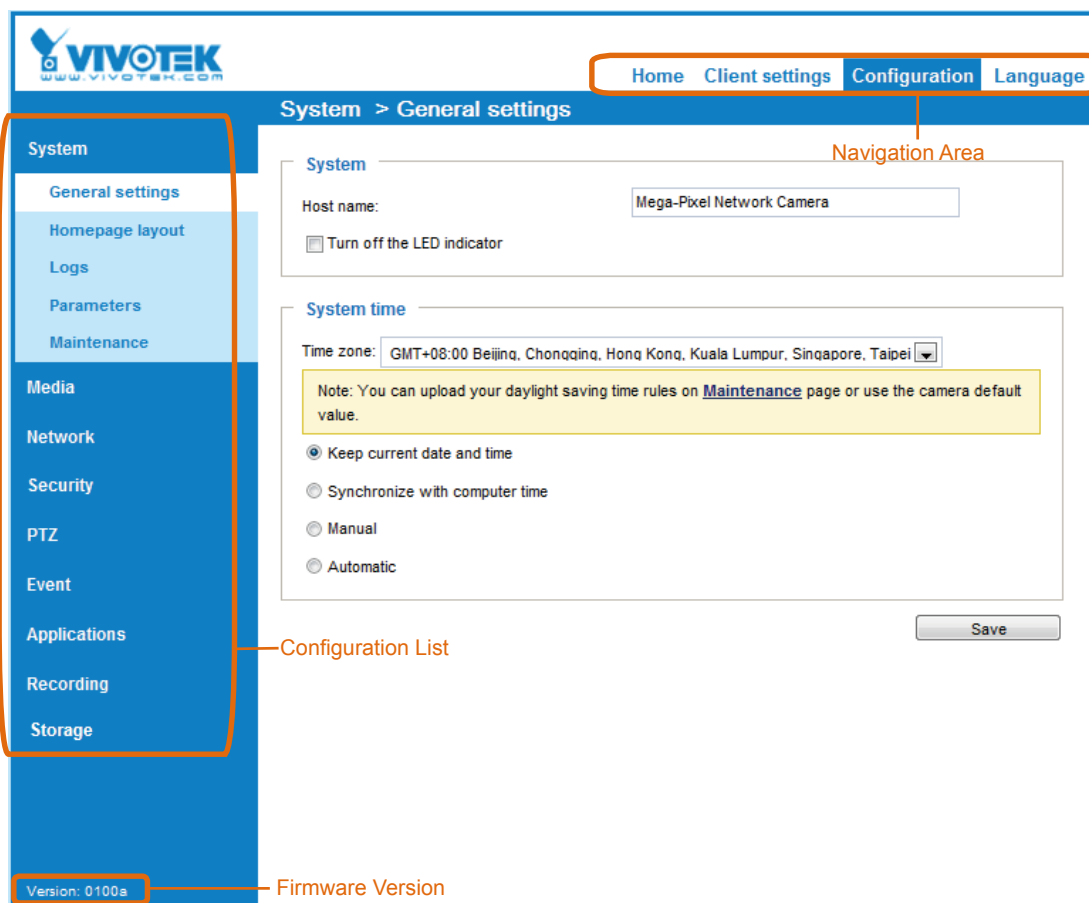 VIVOTEK
www.vivotek.com
Home Client settings Configuration Language
System > General settings
Navigation Area
System
General settings
Homepage layout
Logs
Parameters
Maintenance
Media
Network
Security
PTZ
Event
Applications
Recording
Storage
Configuration List
Version: 0100a
Firmware Version
System
Host name: Mega-Pixel Network Camera
Turn off the LED indicator
System time
Time zone: GMT+08:00 Beijing, Chongqing, Hong Kong, Kuala Lumpur, Singapore, Taipei
Note: You can upload your daylight saving time rules on Maintenance page or use the camera default
value.
Keep current date and time
Synchronize with computer time
Manual
Automatic
Save